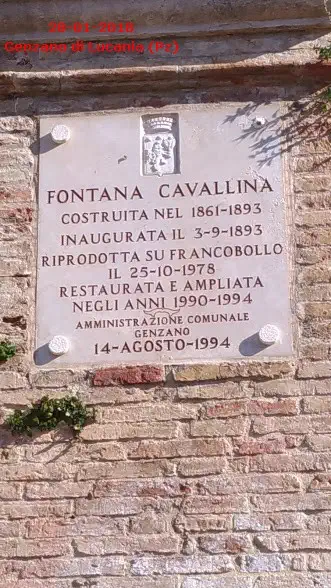 28-01-2018
Genzano di Lucania (Pz)
FONTANA CAVALLINA
COSTRUITA NEL 1861-1893
INAUGURATA IL 3-9-1893
RIPRODOTTA SU FRANCOBOLLO
IL 25-10-1978
RESTAURATA E AMPLIATA
NEGLI ANNI 1990-1994
AMMINISTRAZIONE COMUNALE
GENZANO
14-AGOSTO-1994